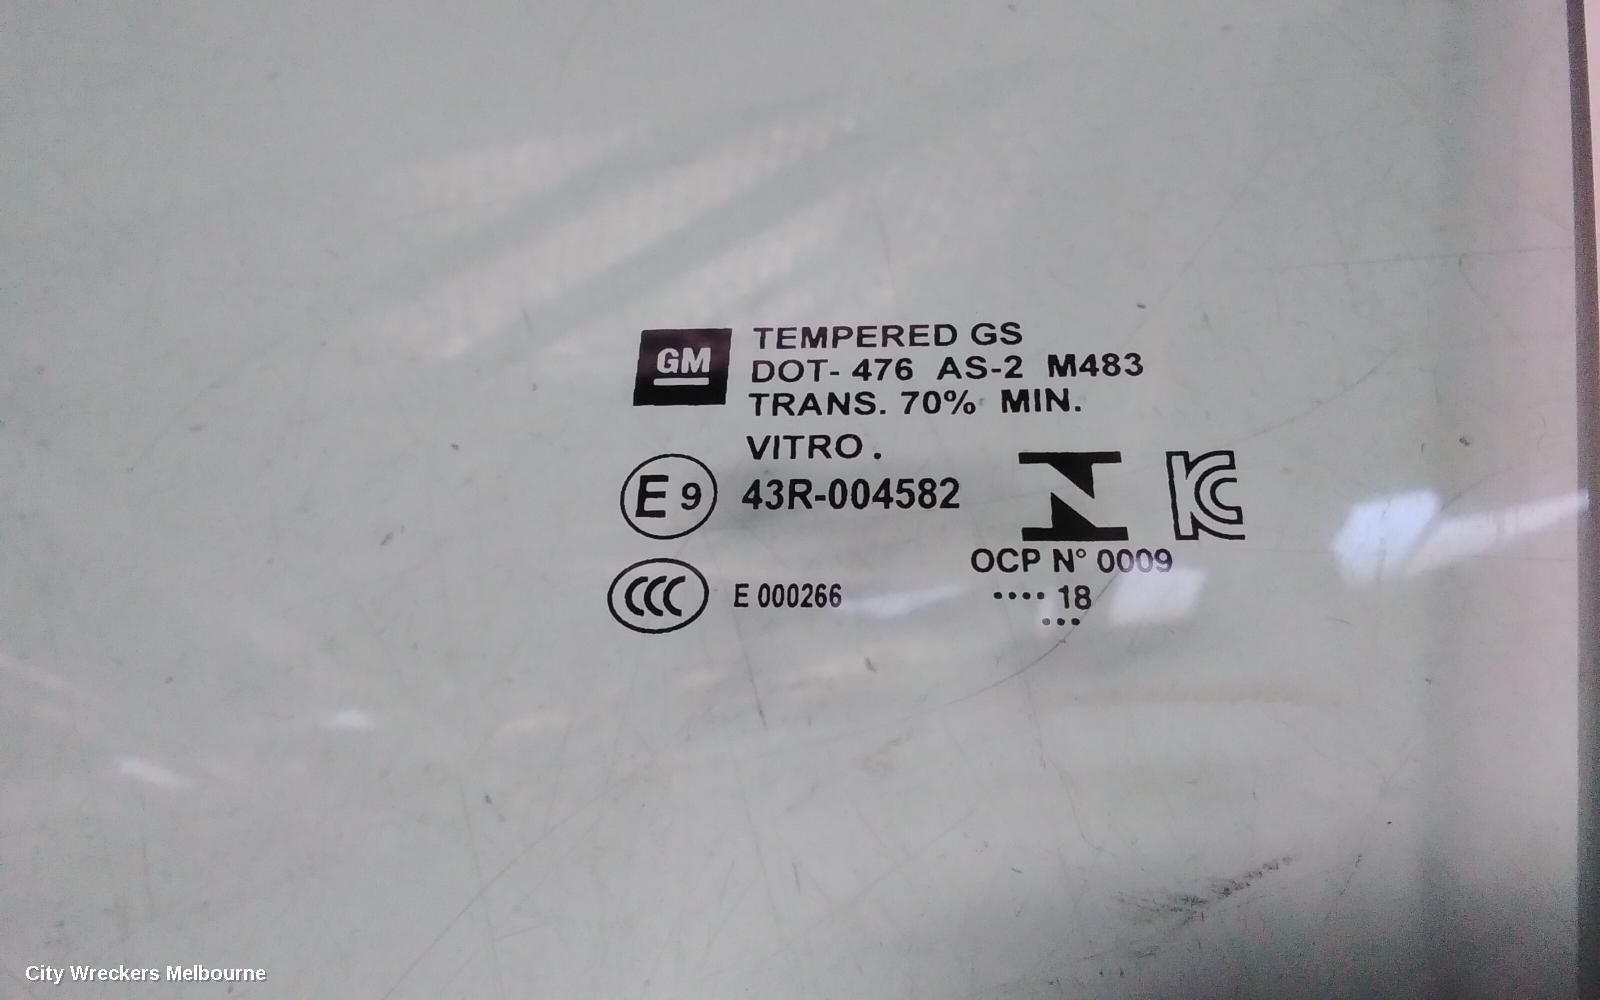 GM
TEMPERED GS
DOT- 476 AS-2 M483
TRANS. 70% MIN.
VITRO .
E 9 43R-004582
KC
OCP N° 0009
CCC E 000266
···· 18
···
City Wreckers Melbourne